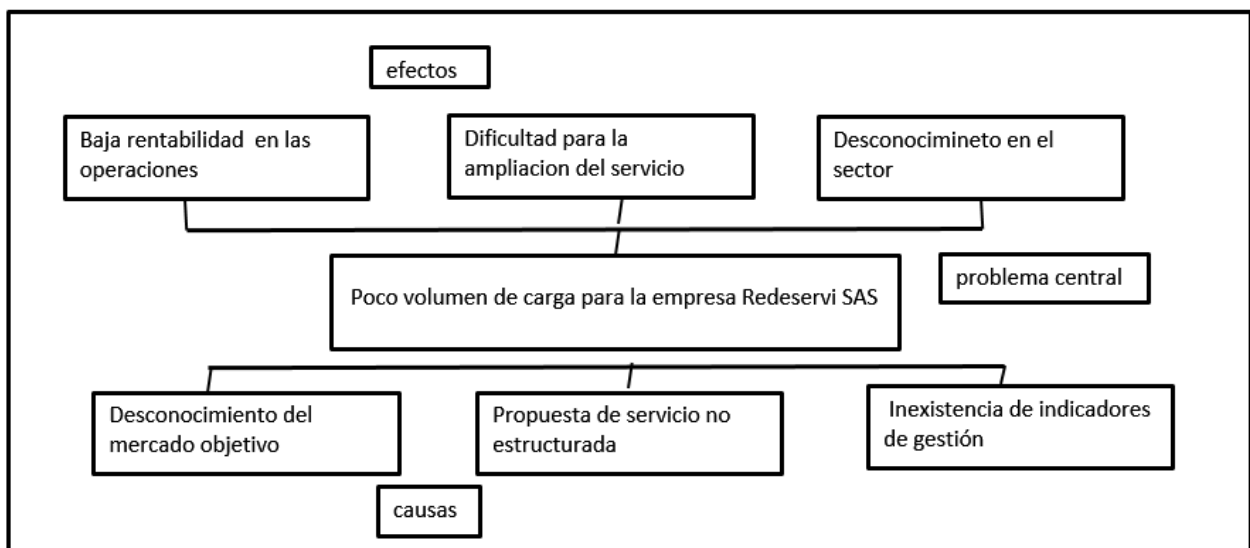 efectos
Baja rentabilidad en las
operaciones
Dificultad para la
ampliacion del servicio
Desconocimineto en el
sector
problema central
Poco volumen de carga para la empresa Redeservi SAS
Desconocimiento del
mercado objetivo
Propuesta de servicio no
estructurada
Inexistencia de indicadores
de gestión
causas